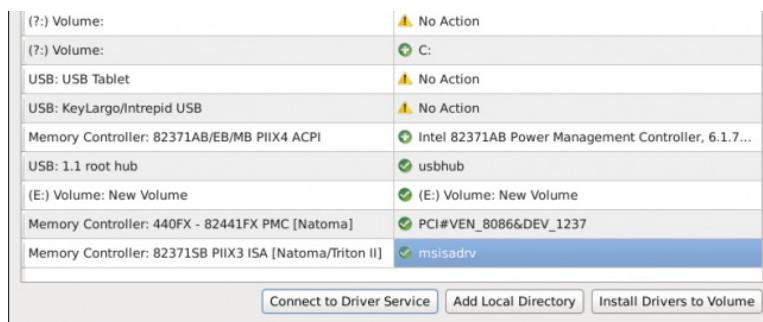 (?:) Volume: No Action
(?:) Volume: C:
USB: USB Tablet No Action
USB: KeyLargo/Intrepid USB No Action
Memory Controller: 82371AB/EB/MB PIIX4 ACPI Intel 82371AB Power Management Controller, 6.1.7...
USB: 1.1 root hub usbhub
(E:) Volume: New Volume (E:) Volume: New Volume
Memory Controller: 440FX - 82441FX PMC [Natoma] PCI#VEN_8086&DEV_1237
Memory Controller: 82371SB PIIX3 ISA [Natoma/Triton II] msisadrv
Connect to Driver Service Add Local Directory Install Drivers to Volume